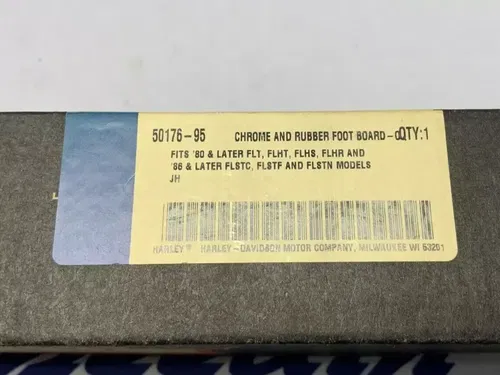 50176-95 CHROME AND RUBBER FOOT BOARD-O QTY:1
FITS '80 & LATER FLT, FLHT, FLHS, FLHR AND
'86 & LATER FLSTC, FLSTF AND FLSTN MODELS
JH
HARLEY HARLEY-DAVIDSON MOTOR COMPANY, MILWAUKEE WI 53201